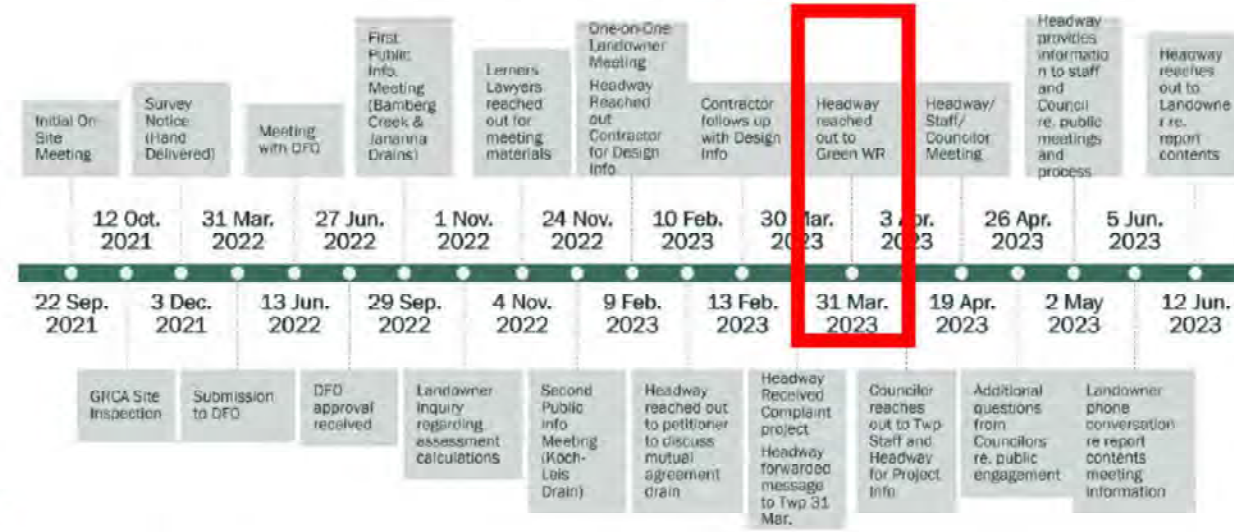 Initial On-
Site
Meeting
Survey
Notice
(Hand
Delivered)
Meeting
with DFO
First
Public
Info.
Meeting
(Bamberg
Creek &
Jananna
Drains)
Lerners
Lawyers
reached
out for
meeting
materials
One-on-One
Landowner
Meeting
Headway
Reached
out
Contractor
for Design
Info
Contractor
follows up
with Design
Info
Headway
reached
out to
Green WR
Headway/
Staff/
Councilor
Meeting
Headway
provides
informatio
n to staff
and
Council
re. public
meetings
and
process
Headway
reaches
out to
Landowne
r re.
report
contents
12 Oct.
2021
31 Mar.
2022
27 Jun.
2022
1 Nov.
2022
24 Nov.
2022
10 Feb.
2023
30 Mar.
2023
3 Apr.
2023
26 Apr.
2023
5 Jun.
2023
22 Sep.
2021
3 Dec.
2021
13 Jun.
2022
29 Sep.
2022
4 Nov.
2022
9 Feb.
2023
13 Feb.
2023
31 Mar.
2023
19 Apr.
2023
2 May
2023
12 Jun.
2023
GRCA Site
Inspection
Submission
to DFO
DFO
approval
received
Landowner
Inquiry
regarding
assessment
calculations
Second
Public
Info
Meeting
(Koch-
Leis
Drain)
Headway
reached out
to petitioner
to discuss
mutual
agreement
drain
Headway
Received
Complaint
project
Headway
forwarded
message
to Twp 31
Mar.
Councilor
reaches
out to Twp
Staff and
Headway
for Project
Info
Additional
questions
from
Councilors
re. public
engagement
Landowner
phone
conversation
re report
contents
meeting
information